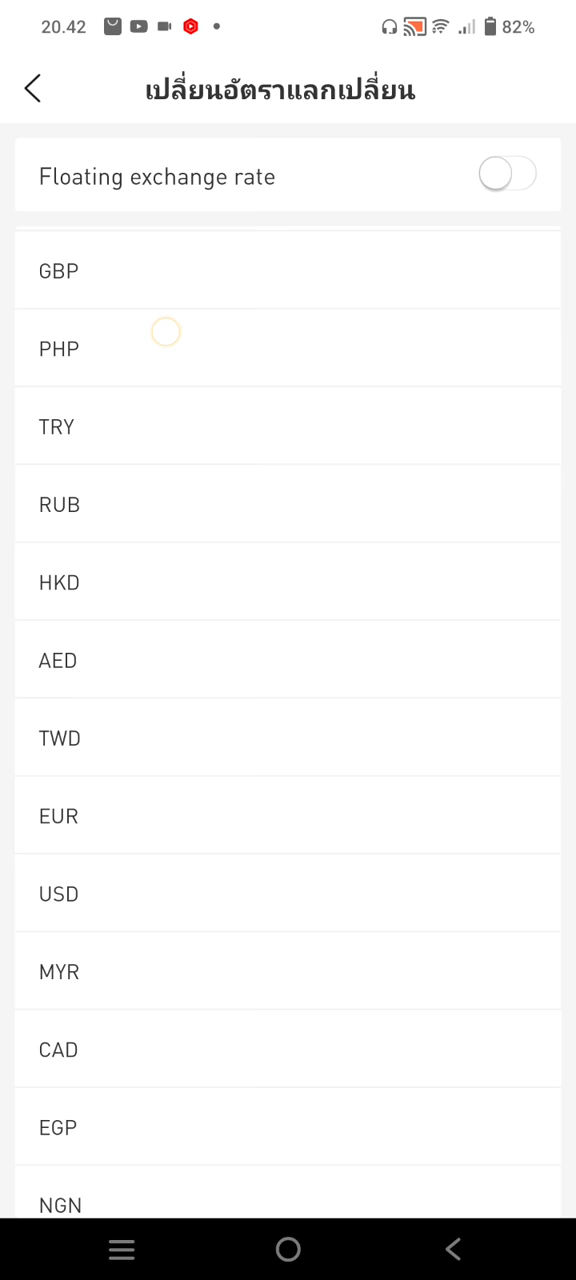 20.42
82%
เปลี่ยนอัตราแลกเปลี่ยน
Floating exchange rate
GBP
PHP
TRY
RUB
HKD
AED
TWD
EUR
USD
MYR
CAD
EGP
NGN